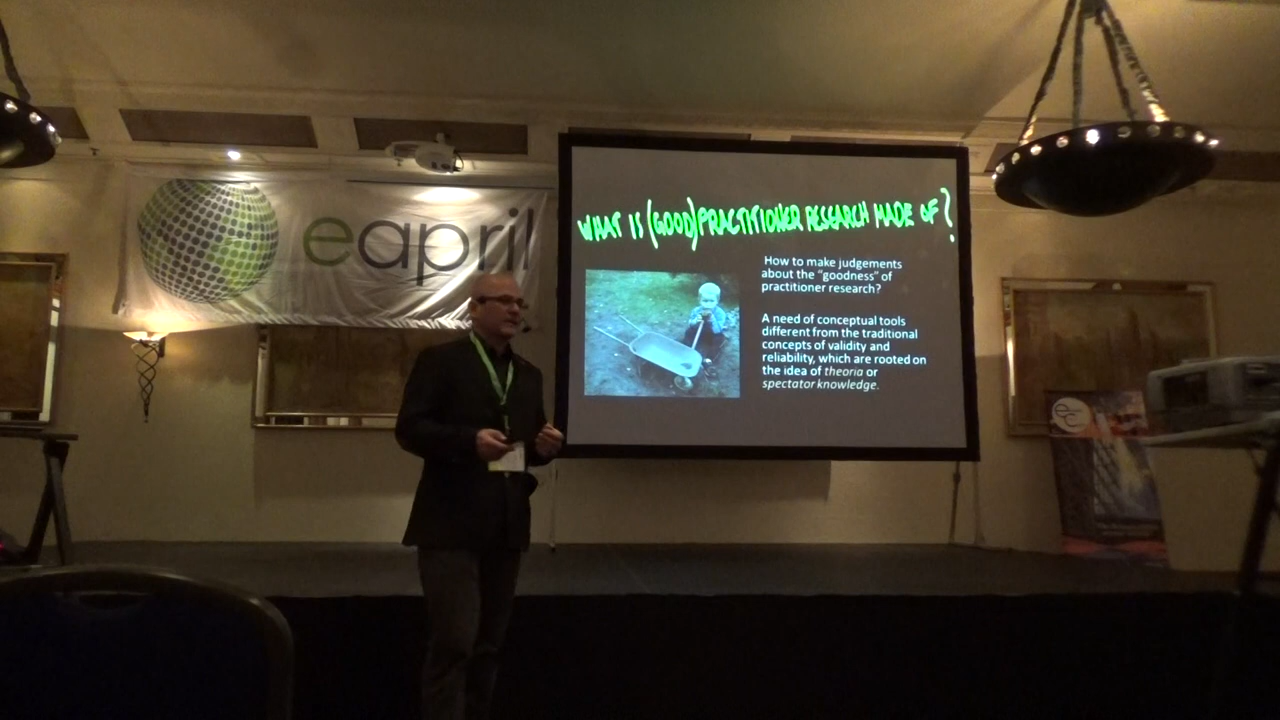 eapril
WHAT IS (GOOD) PRACTITIONER RESEARCH MADE OF?
How to make judgements
about the “goodness” of
practitioner research?
A need of conceptual tools
different from the traditional
concepts of validity and
reliability, which are rooted on
the idea of theoria or
spectator knowledge.